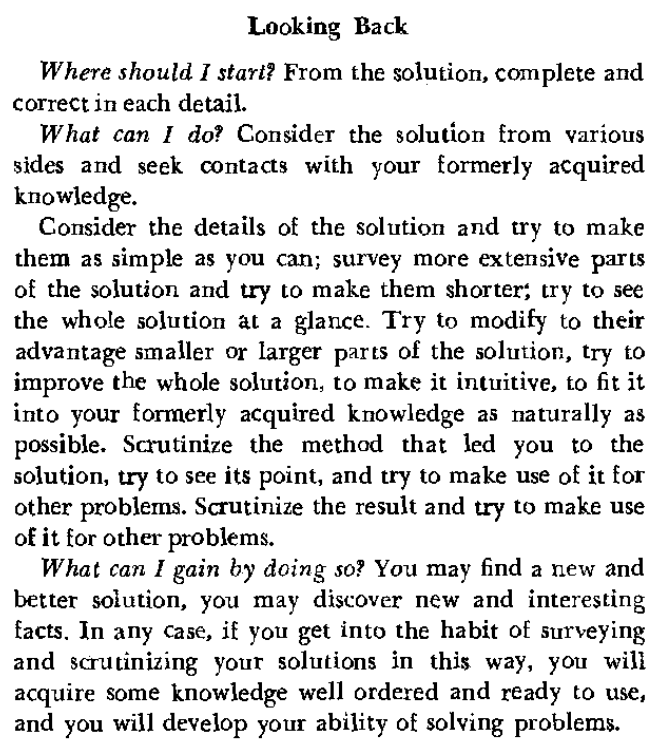 Looking Back
Where should I start? From the solution, complete and
correct in each detail.
What can I do? Consider the solution from various
sides and seek contacts with your formerly acquired
knowledge.
Consider the details of the solution and try to make
them as simple as you can; survey more extensive parts
of the solution and try to make them shorter; try to see
the whole solution at a glance. Try to modify to their
advantage smaller or larger parts of the solution, try to
improve the whole solution, to make it intuitive, to fit it
into your formerly acquired knowledge as naturally as
possible. Scrutinize the method that led you to the
solution, try to see its point, and try to make use of it for
other problems. Scrutinize the result and try to make use
of it for other problems.
What can I gain by doing so? You may find a new and
better solution, you may discover new and interesting
facts. In any case, if you get into the habit of surveying
and scrutinizing your solutions in this way, you will
acquire some knowledge well ordered and ready to use,
and you will develop your ability of solving problems.